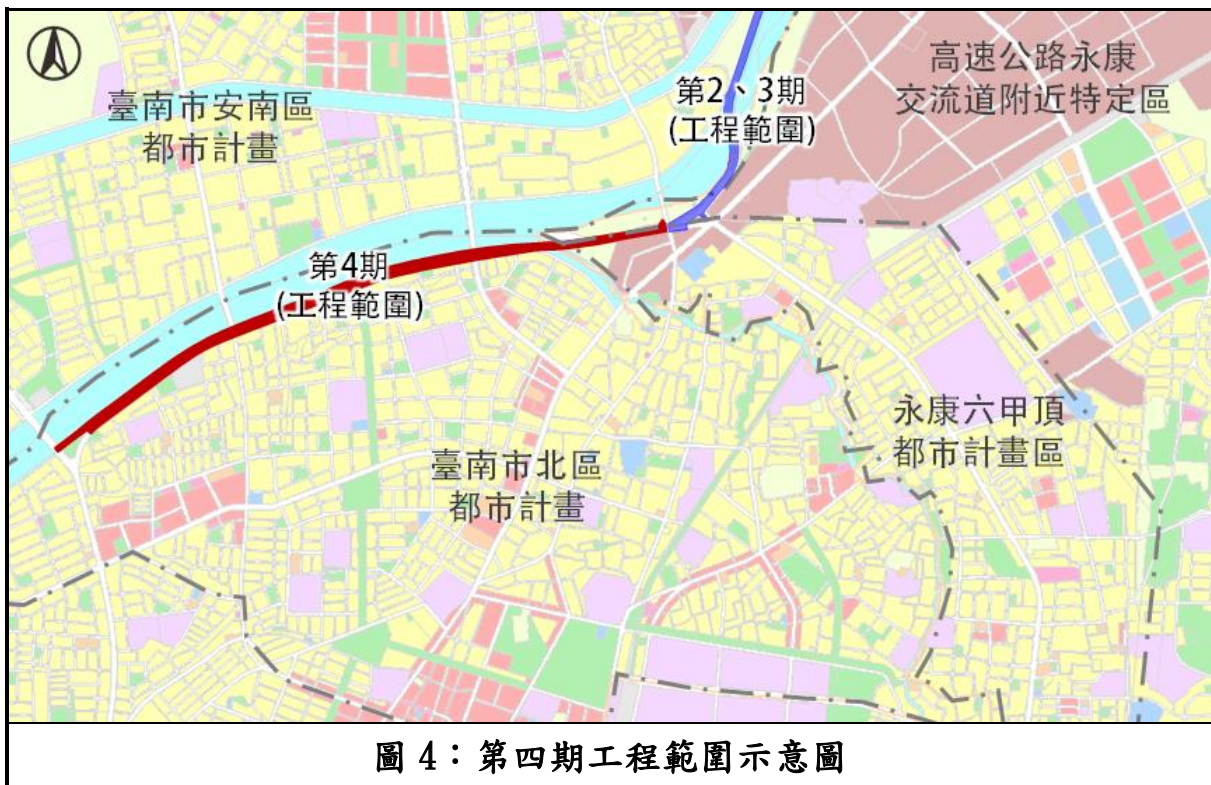 高速公路永康
交流道附近特定區
第2、3期
(工程範圍)
臺南市安南區
都市計畫
第4期
(工程範圍)
永康六甲頂
都市計畫區
臺南市北區
都市計畫
圖 4：第四期工程範圍示意圖